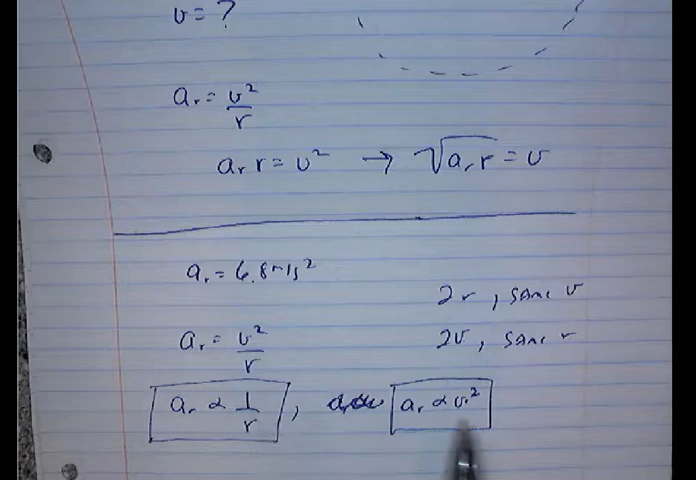 v = ?
aᵣ = v²/r
aᵣ r = v² → √(aᵣ r) = v
aᵣ = 6.8 m/s²
2r, same v
aᵣ = v²/r
2v, same r
aᵣ ∝ 1/r, aᵣ ∝ v²